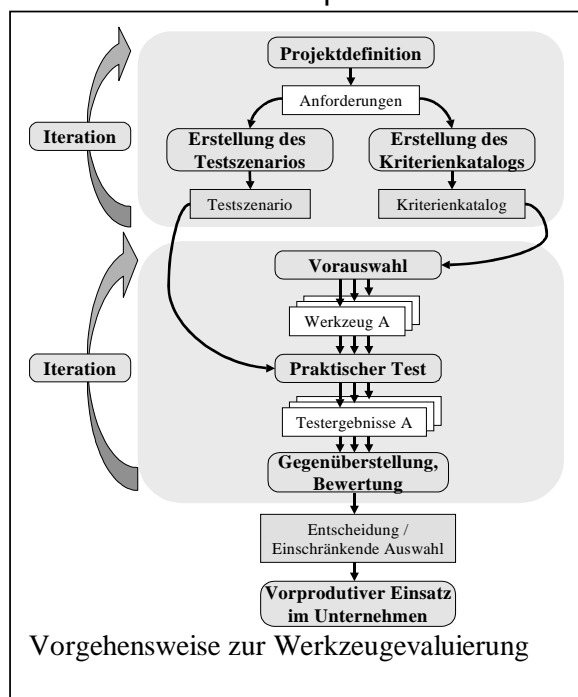 Projektdefinition
Anforderungen
Iteration
Erstellung des
Testszenarios
Erstellung des
Kriterienkatalogs
Testszenario
Kriterienkatalog
Vorauswahl
Werkzeug A
Iteration
Praktischer Test
Testergebnisse A
Gegenüberstellung,
Bewertung
Entscheidung /
Einschränkende Auswahl
Vorprodutiver Einsatz
im Unternehmen
Vorgehensweise zur Werkzeugevaluierung